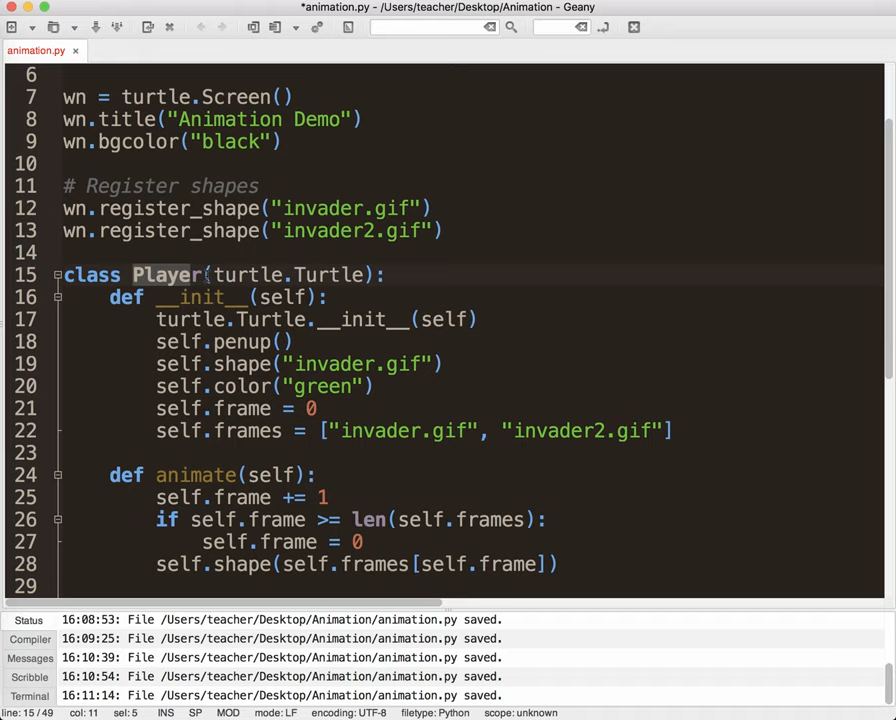 *animation.py - /Users/teacher/Desktop/Animation - Geany
animation.py ×
6
7 wn = turtle.Screen()
8 wn.title("Animation Demo")
9 wn.bgcolor("black")
10
11 # Register shapes
12 wn.register_shape("invader.gif")
13 wn.register_shape("invader2.gif")
14
15 class Player(turtle.Turtle):
16 def __init__(self):
17 turtle.Turtle.__init__(self)
18 self.penup()
19 self.shape("invader.gif")
20 self.color("green")
21 self.frame = 0
22 self.frames = ["invader.gif", "invader2.gif"]
23
24 def animate(self):
25 self.frame += 1
26 if self.frame >= len(self.frames):
27 self.frame = 0
28 self.shape(self.frames[self.frame])
29
Status
Compiler
Messages
Scribble
Terminal
16:08:53: File /Users/teacher/Desktop/Animation/animation.py saved.
16:09:25: File /Users/teacher/Desktop/Animation/animation.py saved.
16:10:39: File /Users/teacher/Desktop/Animation/animation.py saved.
16:10:54: File /Users/teacher/Desktop/Animation/animation.py saved.
16:11:14: File /Users/teacher/Desktop/Animation/animation.py saved.
line: 15 / 49 col: 11 sel: 5 INS SP MOD mode: LF encoding: UTF-8 filetype: Python scope: unknown